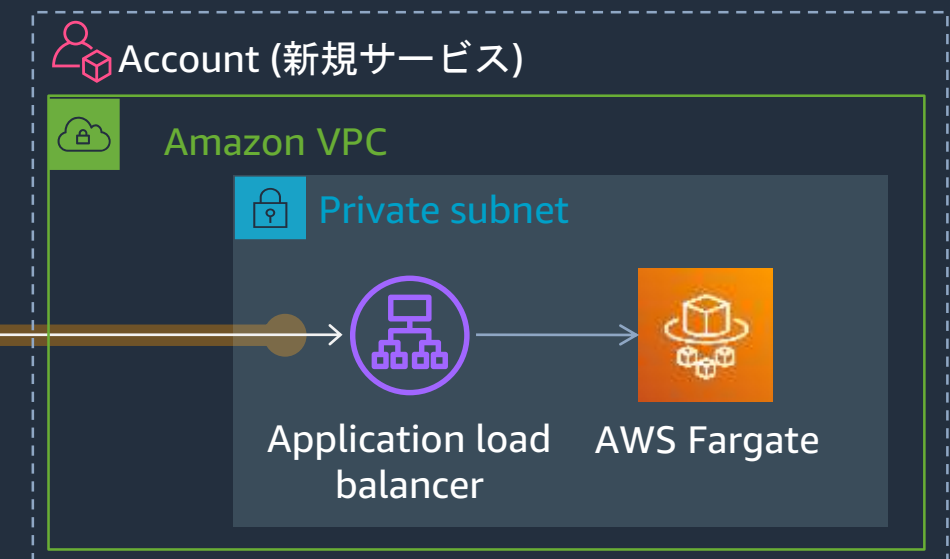 Account (新規サービス)
Amazon VPC
Private subnet
Application load
balancer
AWS Fargate